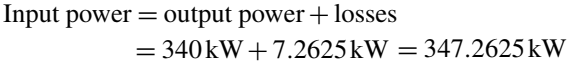 Input power = output power + losses
= 340 kW + 7.2625 kW = 347.2625 kW